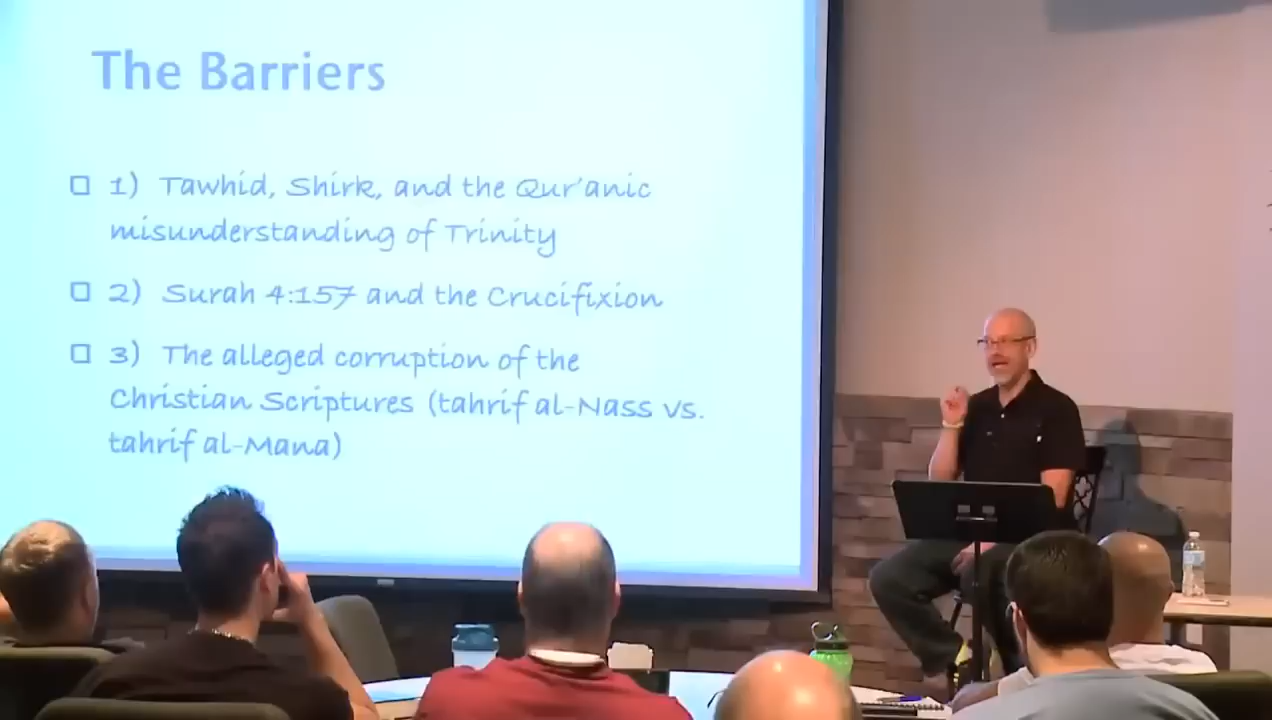 The Barriers
1) Tawhid, Shirk, and the Qur'anic
misunderstanding of Trinity
2) Surah 4:157 and the Crucifixion
3) The alleged corruption of the
Christian Scriptures (tahrif al-Nass vs.
tahrif al-Mana)